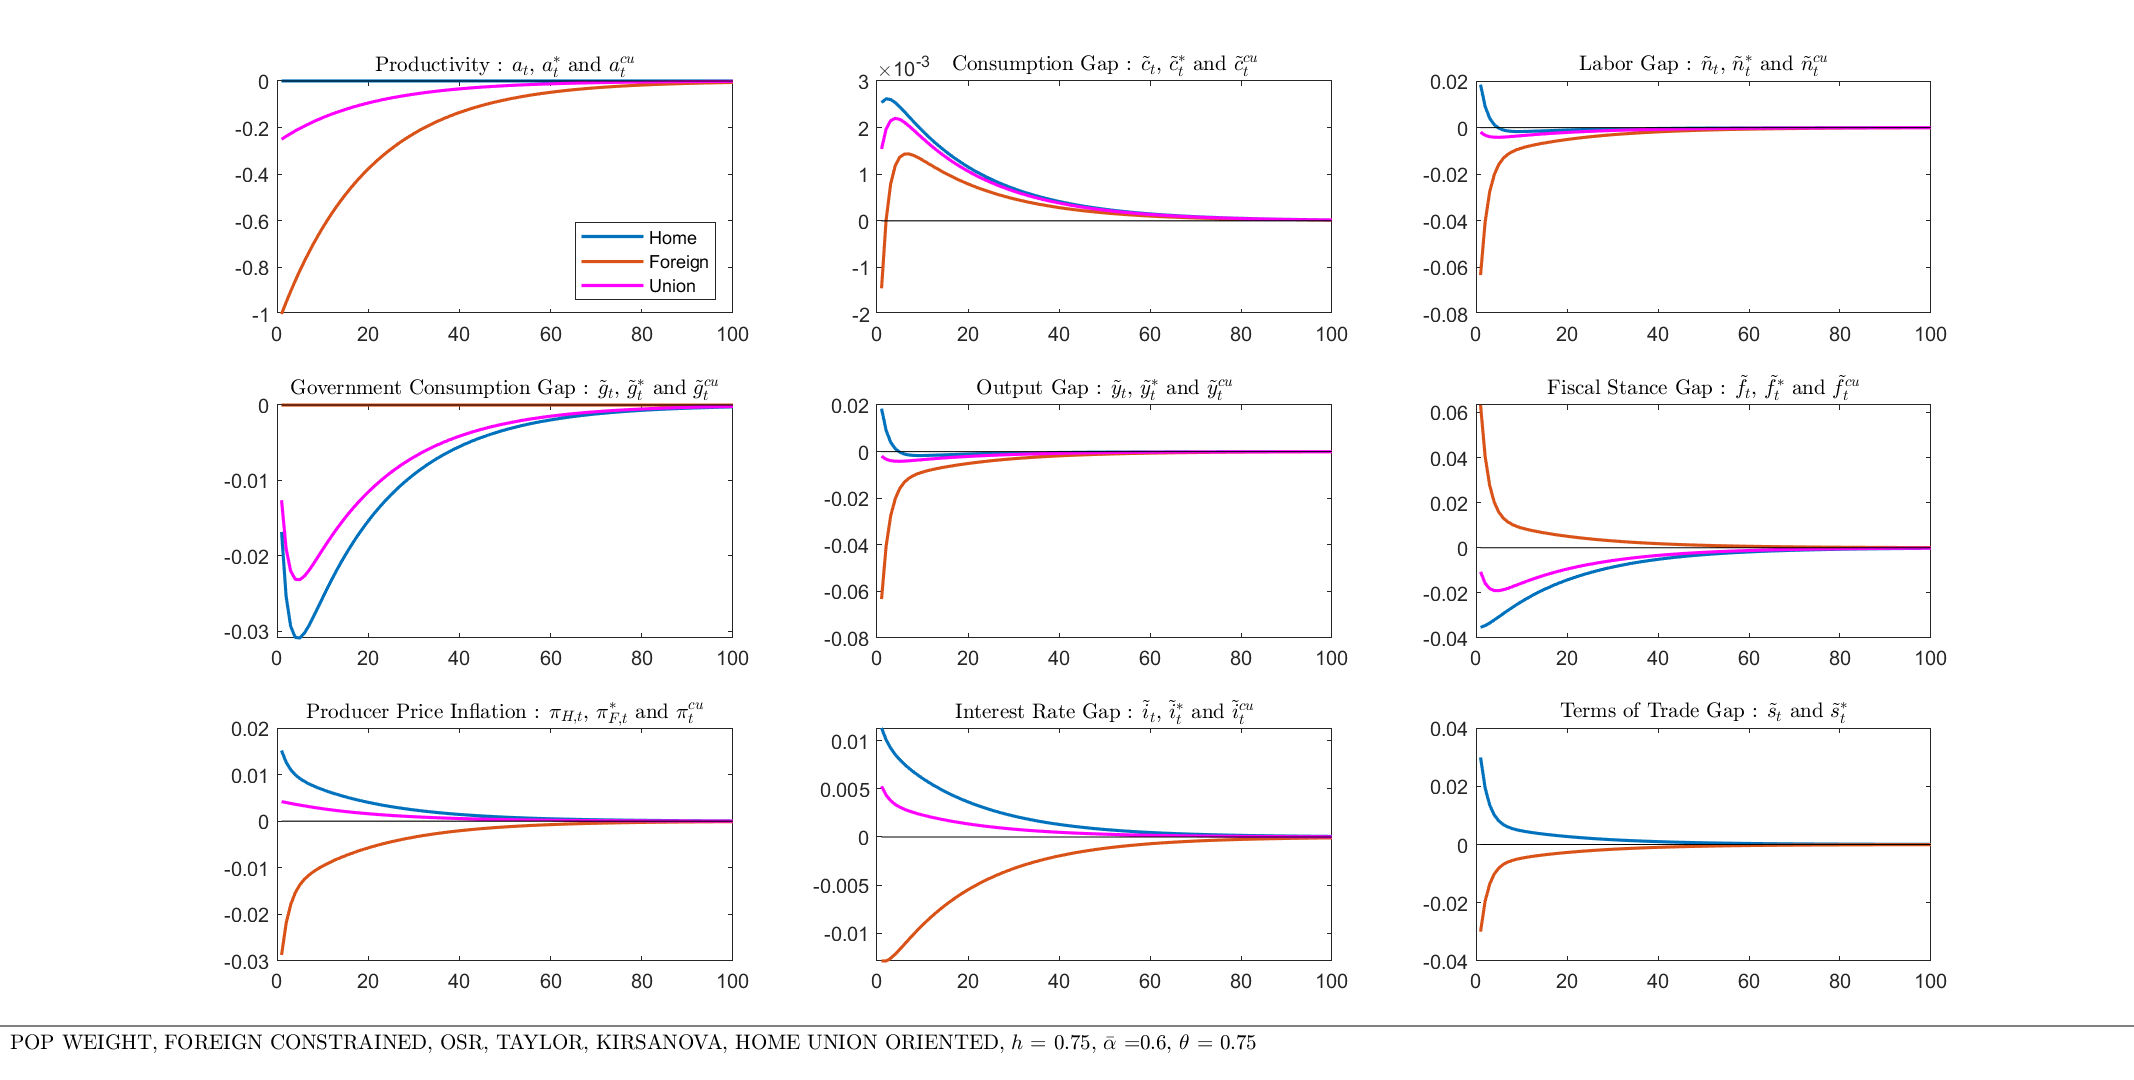 Productivity : a_t, a_t^* and a_t^{cu}
0
-0.2
-0.4
-0.6
-0.8
-1
0 20 40 60 80 100
Home
Foreign
Union
Consumption Gap : c̃_t, c̃_t^* and c̃_t^{cu}
×10^{-3}
3
2
1
0
-1
-2
0 20 40 60 80 100
Labor Gap : ñ_t, ñ_t^* and ñ_t^{cu}
0.02
0
-0.02
-0.04
-0.06
-0.08
0 20 40 60 80 100
Government Consumption Gap : g̃_t, g̃_t^* and g̃_t^{cu}
0
-0.01
-0.02
-0.03
0 20 40 60 80 100
Output Gap : ỹ_t, ỹ_t^* and ỹ_t^{cu}
0.02
0
-0.02
-0.04
-0.06
-0.08
0 20 40 60 80 100
Fiscal Stance Gap : f̃_t, f̃_t^* and f̃_t^{cu}
0.06
0.04
0.02
0
-0.02
-0.04
0 20 40 60 80 100
Producer Price Inflation : π_{H,t}, π_{F,t}^* and π_t^{cu}
0.02
0.01
0
-0.01
-0.02
-0.03
0 20 40 60 80 100
Interest Rate Gap : ĩ_t, ĩ_t^* and ĩ_t^{cu}
0.01
0.005
0
-0.005
-0.01
0 20 40 60 80 100
Terms of Trade Gap : s̃_t and s̃_t^*
0.04
0.02
0
-0.02
-0.04
0 20 40 60 80 100
POP WEIGHT, FOREIGN CONSTRAINED, OSR, TAYLOR, KIRSANOVA, HOME UNION ORIENTED, h = 0.75, ᾱ =0.6, θ = 0.75